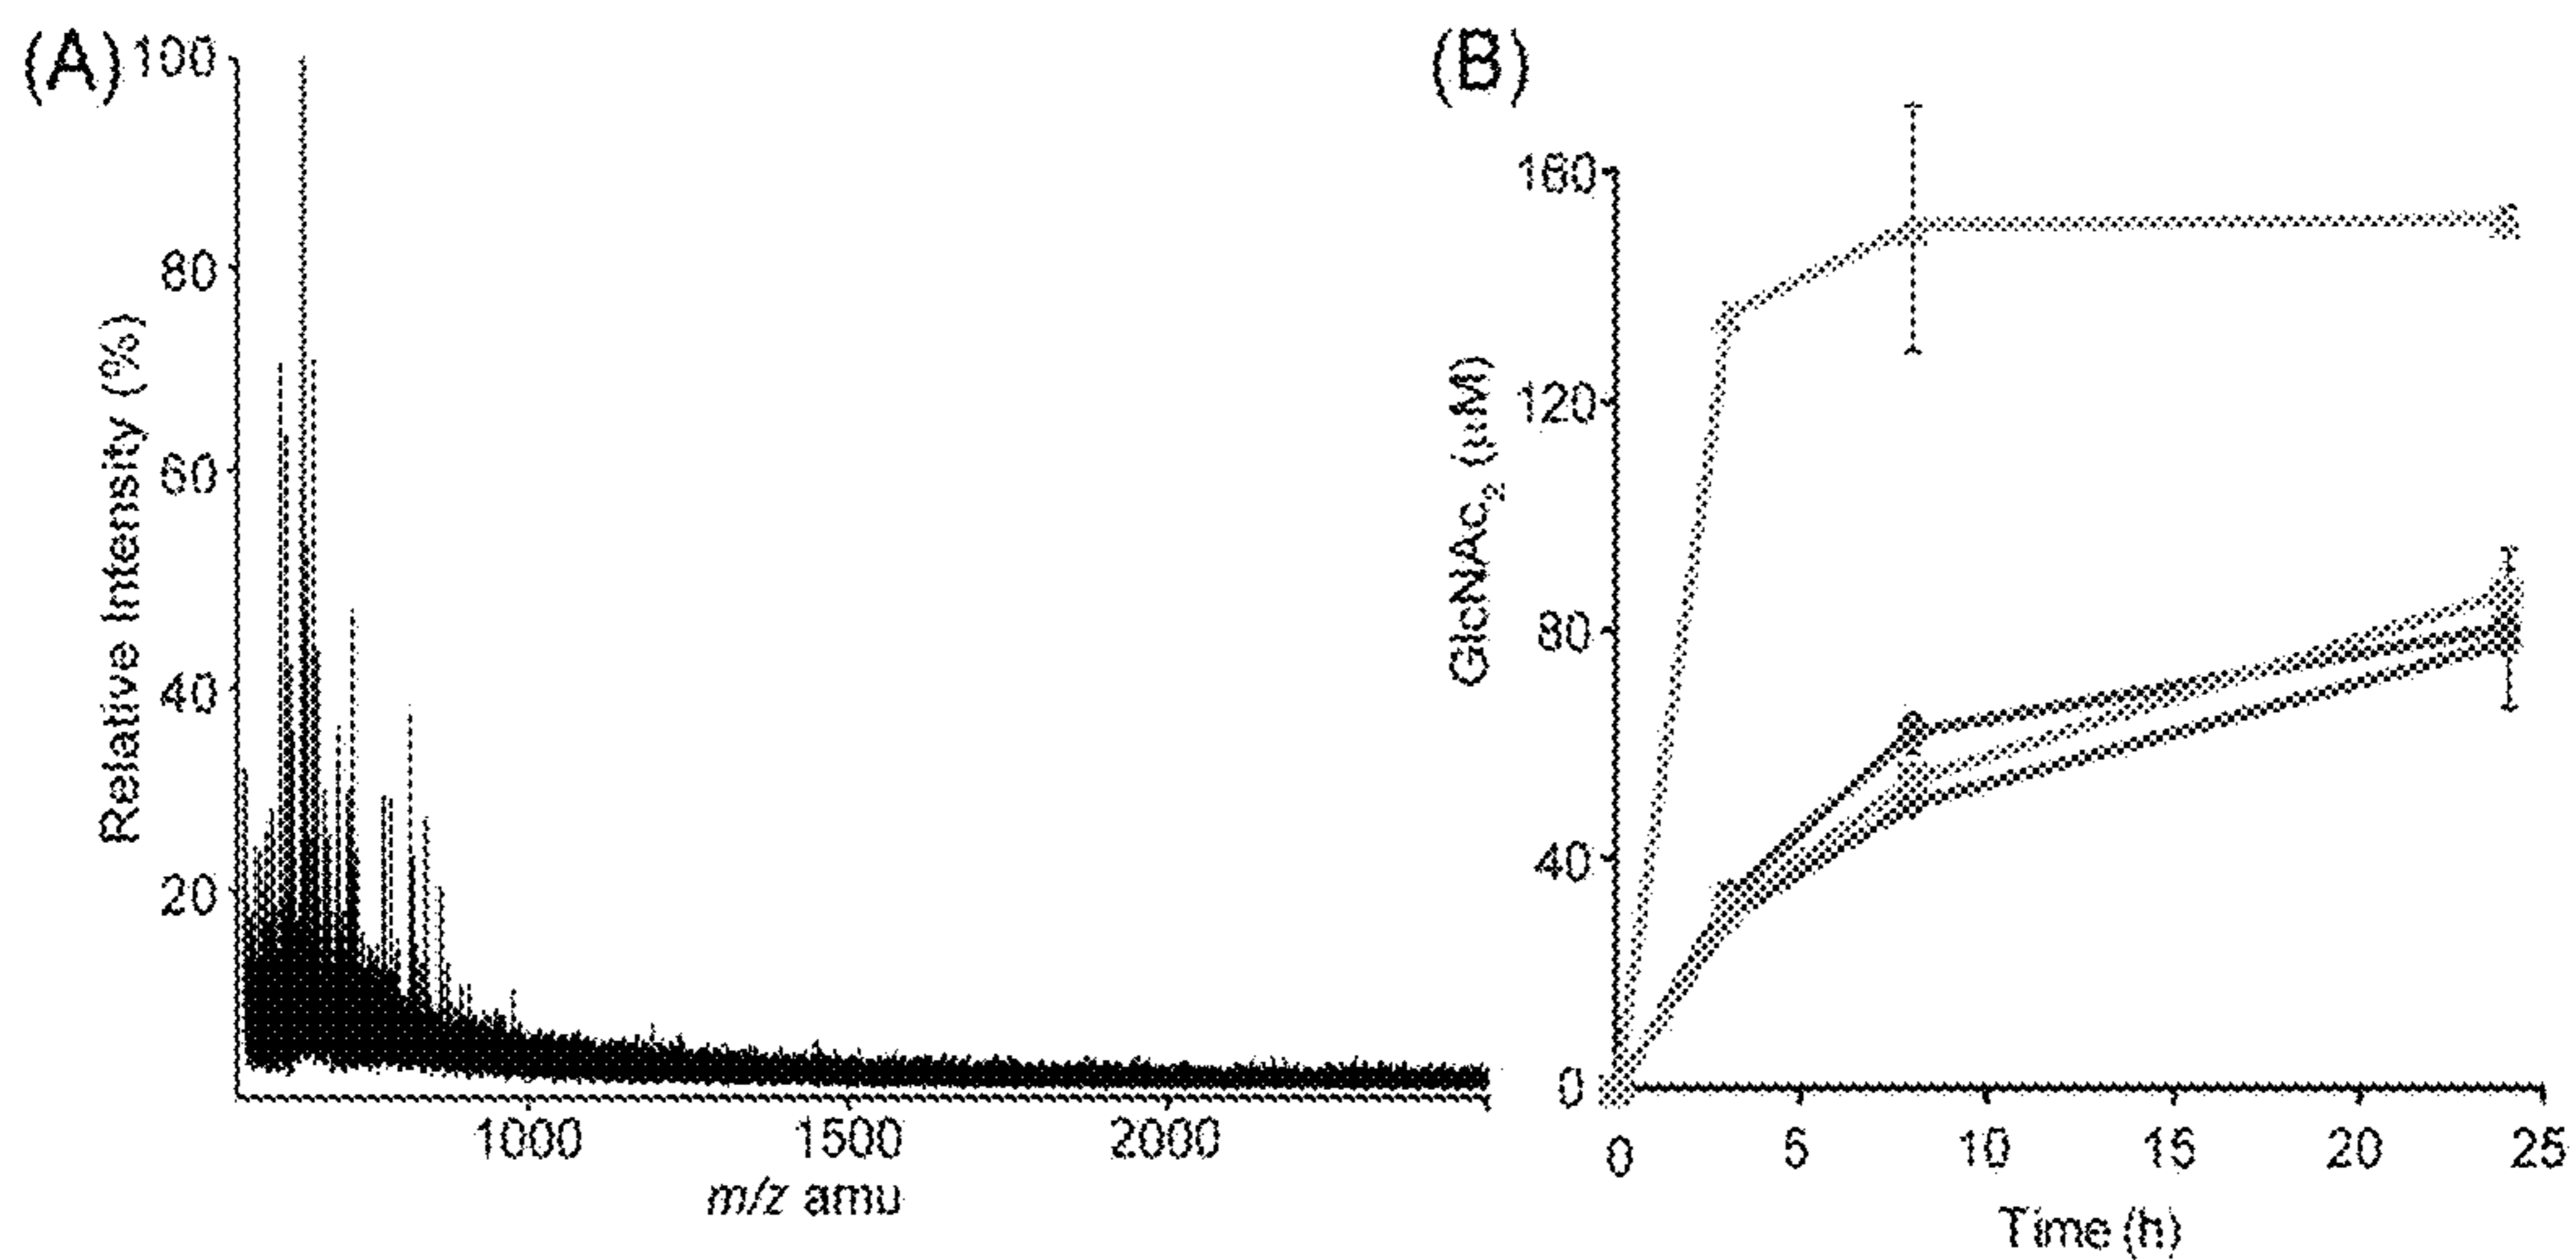 (A)
100
80
60
40
20
Relative Intensity (%)
1000 1500 2000
m/z amu
(B)
160
120
80
40
0
GlcNAc₂ (μM)
0 5 10 15 20 25
Time (h)